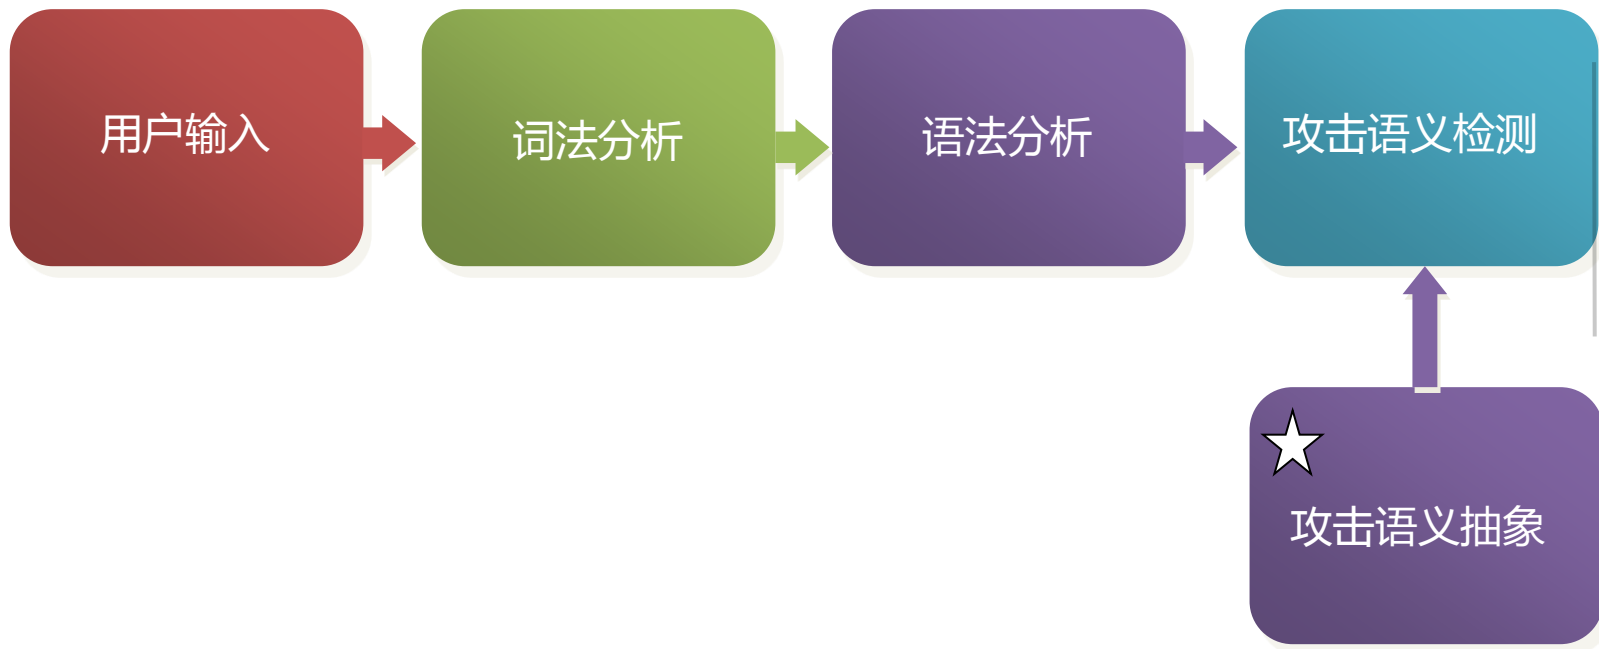 用户输入
词法分析
语法分析
攻击语义检测
攻击语义抽象